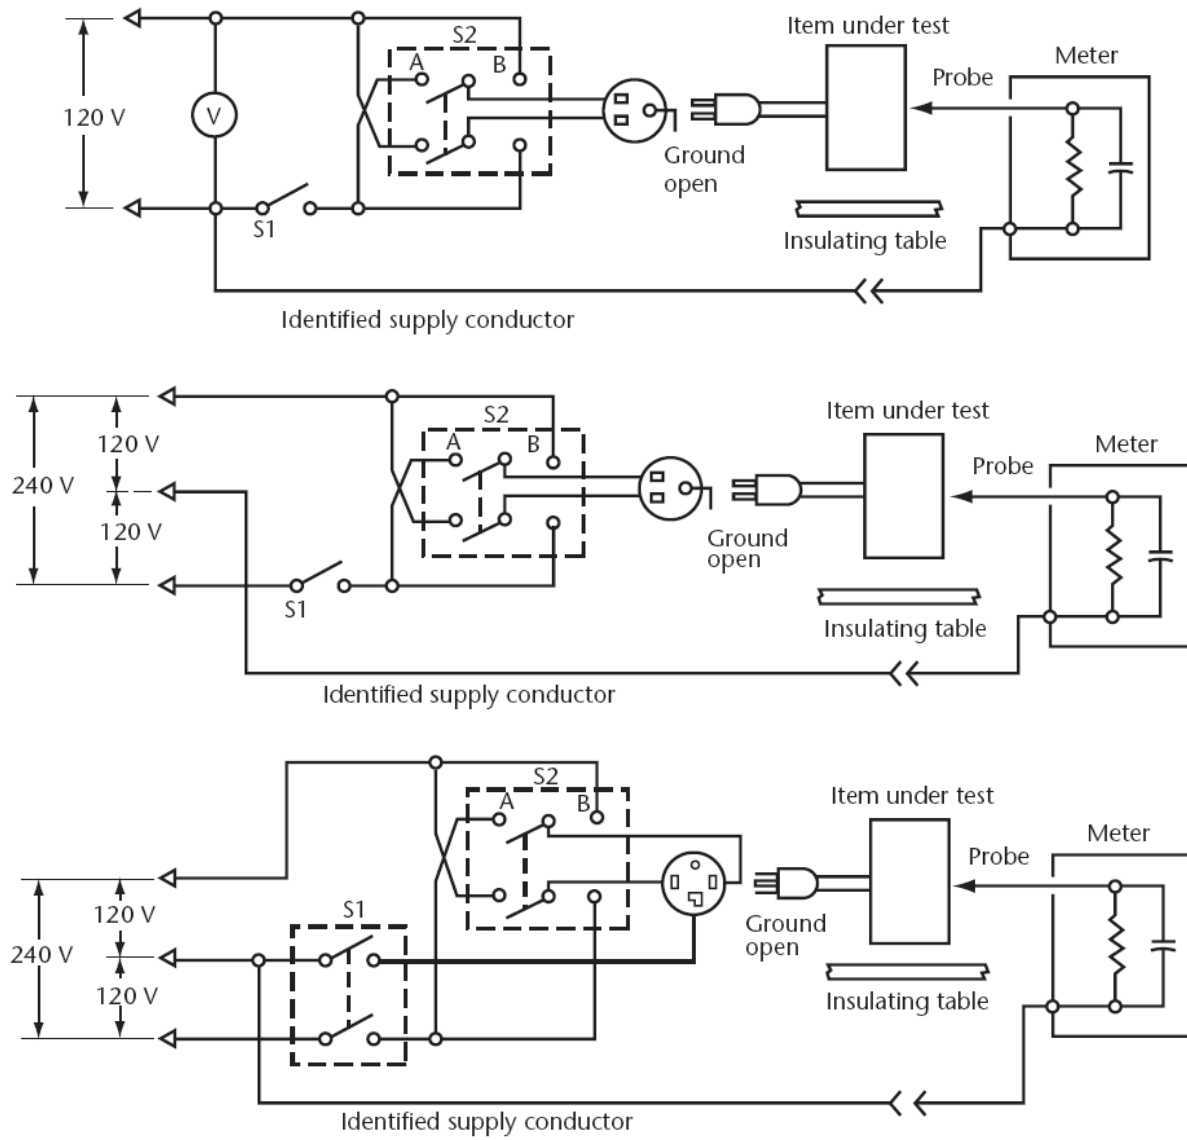 Item under test
S2
Meter
A
B
Probe
120 V
V
Ground
open
S1
Insulating table
Identified supply conductor
Item under test
S2
120 V
A
B
Meter
Probe
240 V
120 V
Ground
open
S1
Insulating table
Identified supply conductor
S2
Item under test
A
B
Meter
Probe
120 V
S1
Ground
open
240 V
120 V
Insulating table
Identified supply conductor